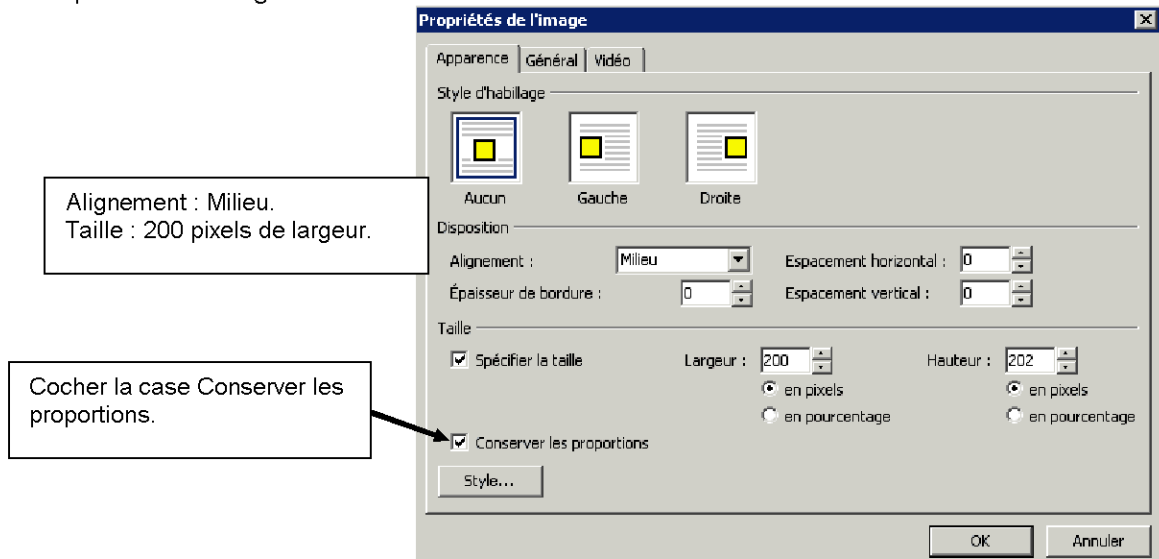 Propriétés de l'image
Apparence Général Vidéo
Style d'habillage
Aucun Gauche Droite
Alignement : Milieu.
Taille : 200 pixels de largeur.
Disposition
Alignement : Milieu Espacement horizontal : 0
Épaisseur de bordure : 0 Espacement vertical : 0
Taille
Spécifier la taille Largeur : 200 Hauteur : 202
en pixels en pixels
en pourcentage en pourcentage
Cocher la case Conserver les
proportions.
Conserver les proportions
Style...
OK Annuler